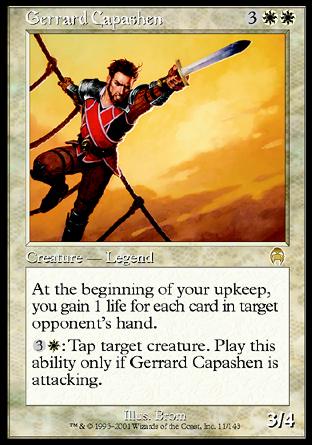 Gerrard Capashen 3
Creature — Legend
At the beginning of your upkeep,
you gain 1 life for each card in target
opponent's hand.
3 : Tap target creature. Play this
ability only if Gerrard Capashen is
attacking.
Illus. Brom
™ & © 1993-2001 Wizards of the Coast, Inc. 11/143
3/4